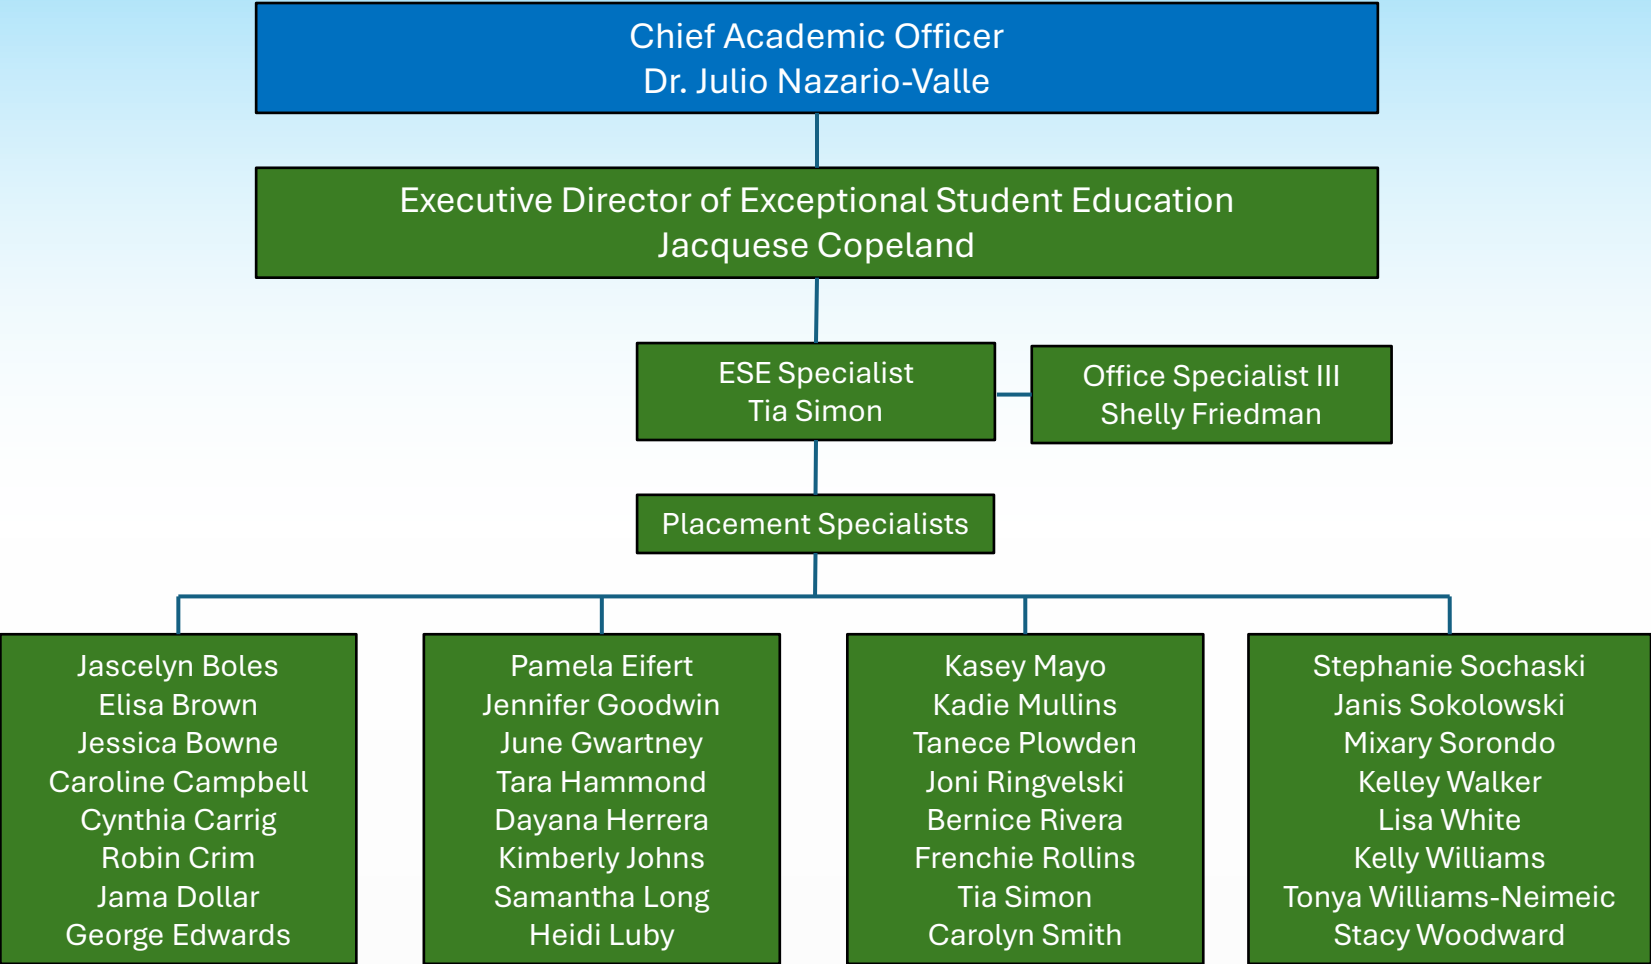 Chief Academic Officer
Dr. Julio Nazario-Valle
Executive Director of Exceptional Student Education
Jacquese Copeland
ESE Specialist
Tia Simon
Office Specialist III
Shelly Friedman
Placement Specialists
Jascelyn Boles
Elisa Brown
Jessica Bowne
Caroline Campbell
Cynthia Carrig
Robin Crim
Jama Dollar
George Edwards
Pamela Eifert
Jennifer Goodwin
June Gwartney
Tara Hammond
Dayana Herrera
Kimberly Johns
Samantha Long
Heidi Luby
Kasey Mayo
Kadie Mullins
Tanece Plowden
Joni Ringvelski
Bernice Rivera
Frenchie Rollins
Tia Simon
Carolyn Smith
Stephanie Sochaski
Janis Sokolowski
Mixary Sorondo
Kelley Walker
Lisa White
Kelly Williams
Tonya Williams-Neimeic
Stacy Woodward